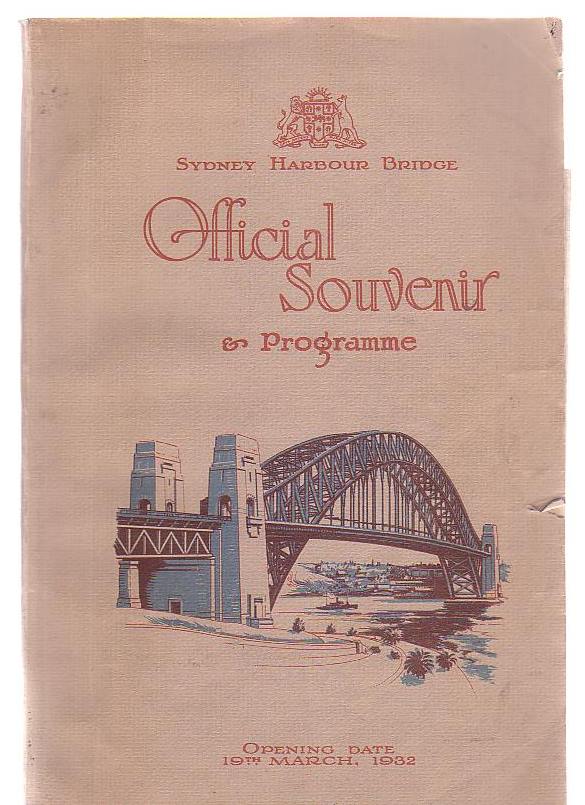 Sydney Harbour Bridge
Official
Souvenir
& Programme
Opening date
19th March, 1932